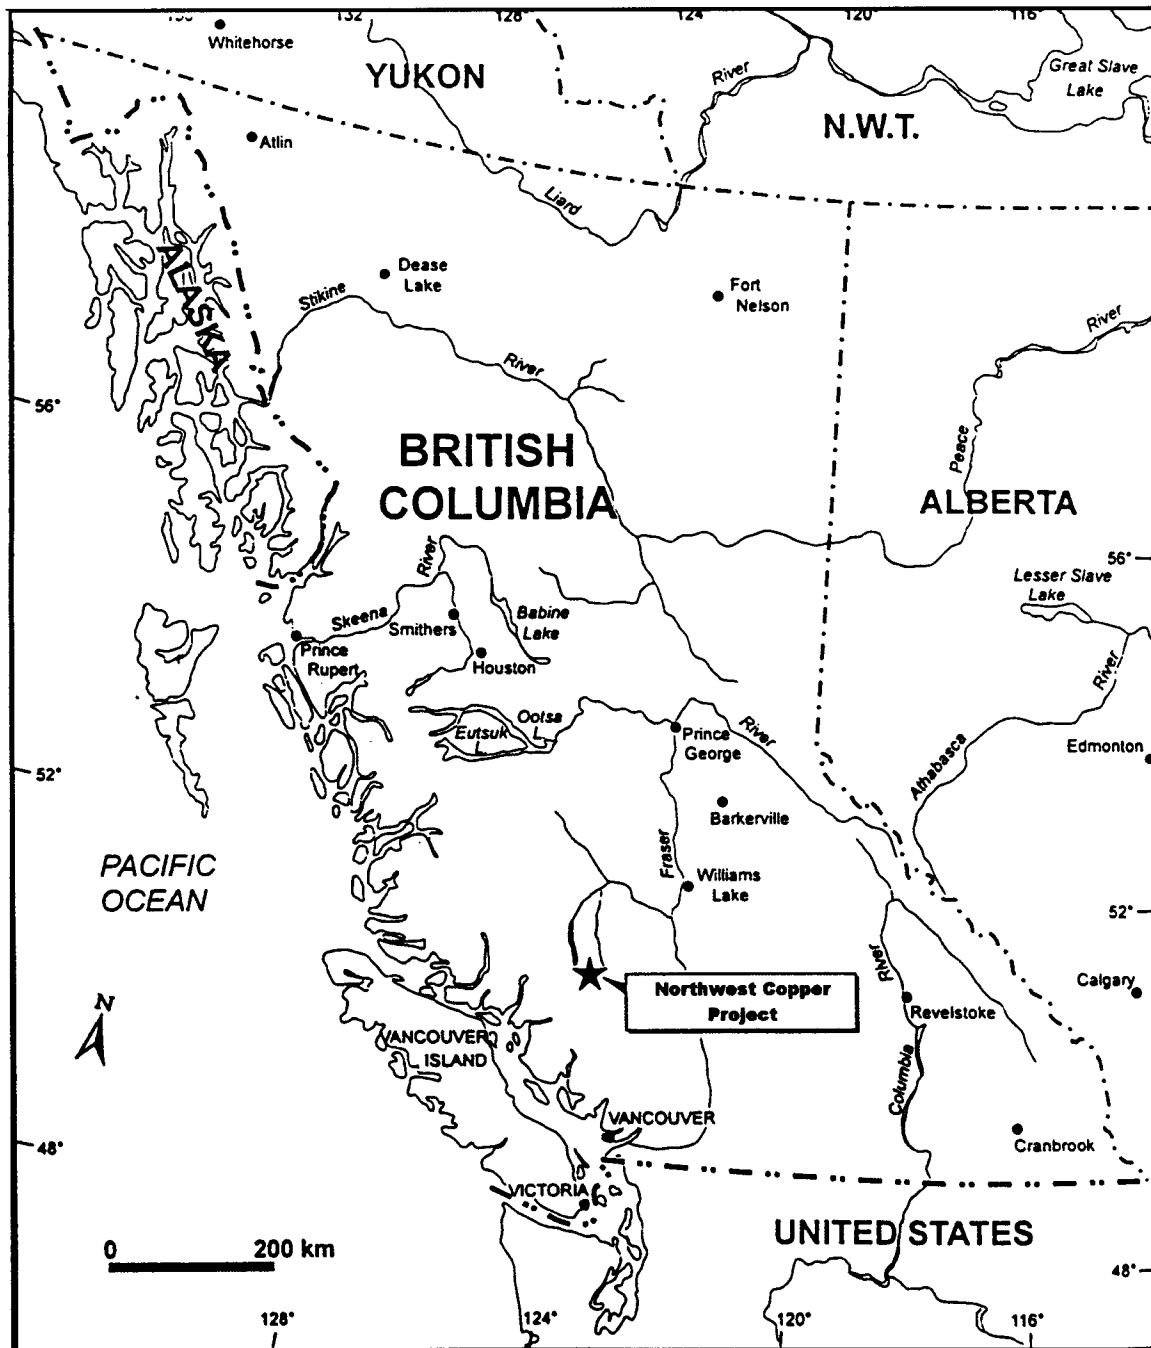 132°
128°
124°
120°
116°
Whitehorse
YUKON
River
Great Slave
Lake
N.W.T.
Atlin
Liard
ALASKA
Dease
Lake
Fort
Nelson
Stikine
River
River
56°
BRITISH
COLUMBIA
Peace
ALBERTA
56°
Lesser Slave
Lake
River
Skeena
Smithers
Babine
Lake
Prince
Rupert
Houston
River
Ootsa
L.
Eutsuk
L.
Prince
George
River
Edmonton
52°
Athabasca
Barkerville
PACIFIC
OCEAN
Fraser
Williams
Lake
52°
River
Calgary
Northwest Copper
Project
Revelstoke
N
VANCOUVER
ISLAND
Columbia
VANCOUVER
Cranbrook
48°
VICTORIA
UNITED STATES
0 200 km
48°
128°
124°
120°
116°